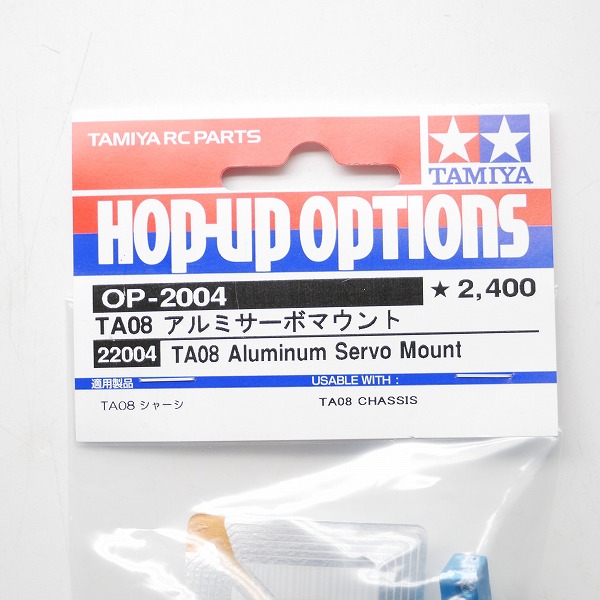 TAMIYA RC PARTS
TAMIYA
HOP-UP OPTIONS
OP-2004 ★ 2,400
TA08 アルミサーボマウント
22004 TA08 Aluminum Servo Mount
適用製品 USABLE WITH :
TA08 シャーシ TA08 CHASSIS